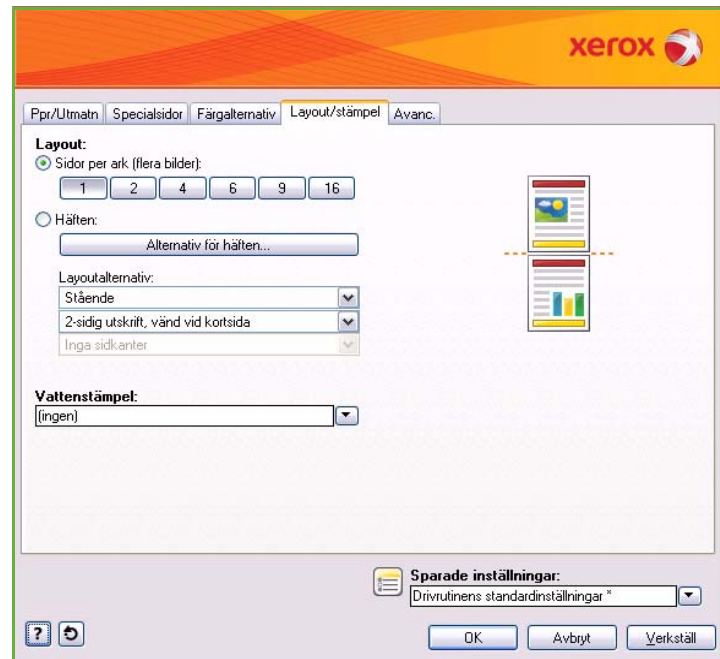 xerox
Ppr/Utmatn Specialsidor Färgalternativ Layout/stämpel Avanc.
Layout:
Sidor per ark (flera bilder):
1 2 4 6 9 16
Häften:
Alternativ för häften...
Layoutalternativ:
Stående
2-sidig utskrift, vänd vid kortsida
Inga sidkanter
Vattenstämpel:
(ingen)
Sparade inställningar:
Drivrutinens standardinställningar *
? OK Avbryt Verkställ